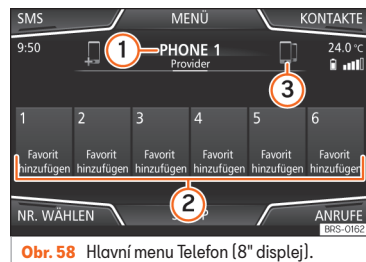 SMS MENÜ KONTAKTE
9:50 1 PHONE 1 24.0 °C
Provider
3
1 2 3 4 5 6
Favorit Favorit Favorit Favorit Favorit Favorit
hinzufügen hinzufügen hinzufügen hinzufügen hinzufügen hinzufügen
2
NR. WÄHLEN ANRUFE
BRS-0162
Obr. 58 Hlavní menu Telefon (8" displej).